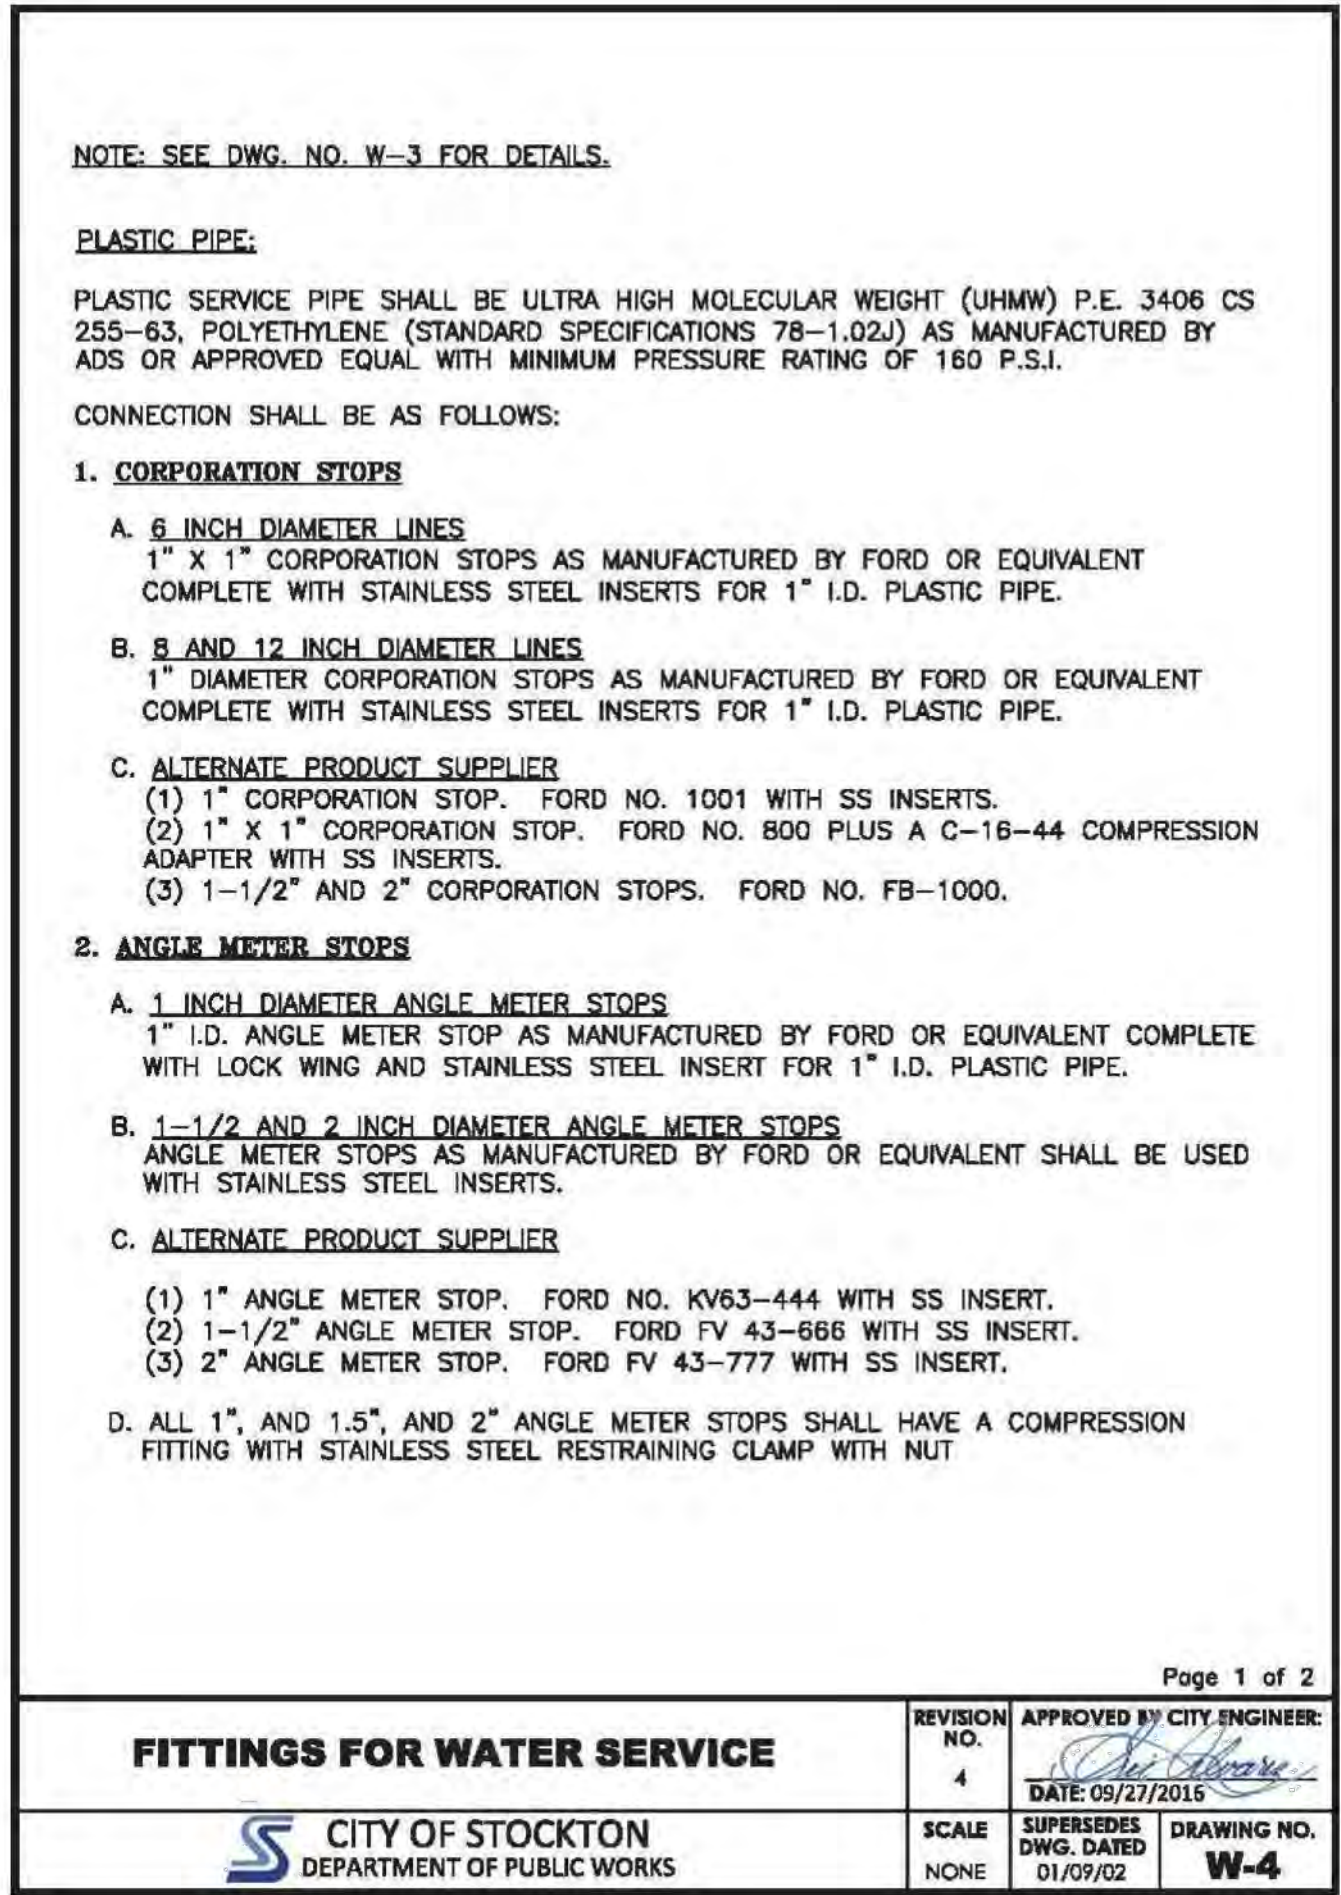 NOTE: SEE DWG. NO. W-3 FOR DETAILS.
PLASTIC PIPE:
PLASTIC SERVICE PIPE SHALL BE ULTRA HIGH MOLECULAR WEIGHT (UHMW) P.E. 3406 CS
255-63, POLYETHYLENE (STANDARD SPECIFICATIONS 78-1.02J) AS MANUFACTURED BY
ADS OR APPROVED EQUAL WITH MINIMUM PRESSURE RATING OF 160 P.S.I.
CONNECTION SHALL BE AS FOLLOWS:
1. CORPORATION STOPS
A. 6 INCH DIAMETER LINES
1" X 1" CORPORATION STOPS AS MANUFACTURED BY FORD OR EQUIVALENT
COMPLETE WITH STAINLESS STEEL INSERTS FOR 1" I.D. PLASTIC PIPE.
B. 8 AND 12 INCH DIAMETER LINES
1" DIAMETER CORPORATION STOPS AS MANUFACTURED BY FORD OR EQUIVALENT
COMPLETE WITH STAINLESS STEEL INSERTS FOR 1" I.D. PLASTIC PIPE.
C. ALTERNATE PRODUCT SUPPLIER
(1) 1" CORPORATION STOP. FORD NO. 1001 WITH SS INSERTS.
(2) 1" X 1" CORPORATION STOP. FORD NO. 800 PLUS A C-16-44 COMPRESSION
ADAPTER WITH SS INSERTS.
(3) 1-1/2" AND 2" CORPORATION STOPS. FORD NO. FB-1000.
2. ANGLE METER STOPS
A. 1 INCH DIAMETER ANGLE METER STOPS
1" I.D. ANGLE METER STOP AS MANUFACTURED BY FORD OR EQUIVALENT COMPLETE
WITH LOCK WING AND STAINLESS STEEL INSERT FOR 1" I.D. PLASTIC PIPE.
B. 1-1/2 AND 2 INCH DIAMETER ANGLE METER STOPS
ANGLE METER STOPS AS MANUFACTURED BY FORD OR EQUIVALENT SHALL BE USED
WITH STAINLESS STEEL INSERTS.
C. ALTERNATE PRODUCT SUPPLIER
(1) 1" ANGLE METER STOP. FORD NO. KV63-444 WITH SS INSERT.
(2) 1-1/2" ANGLE METER STOP. FORD FV 43-666 WITH SS INSERT.
(3) 2" ANGLE METER STOP. FORD FV 43-777 WITH SS INSERT.
D. ALL 1", AND 1.5", AND 2" ANGLE METER STOPS SHALL HAVE A COMPRESSION
FITTING WITH STAINLESS STEEL RESTRAINING CLAMP WITH NUT
Page 1 of 2
FITTINGS FOR WATER SERVICE
REVISION
NO.
4
APPROVED BY CITY ENGINEER:
DATE: 09/27/2016
CITY OF STOCKTON
DEPARTMENT OF PUBLIC WORKS
SCALE
NONE
SUPERSEDES
DWG. DATED
01/09/02
DRAWING NO.
W-4